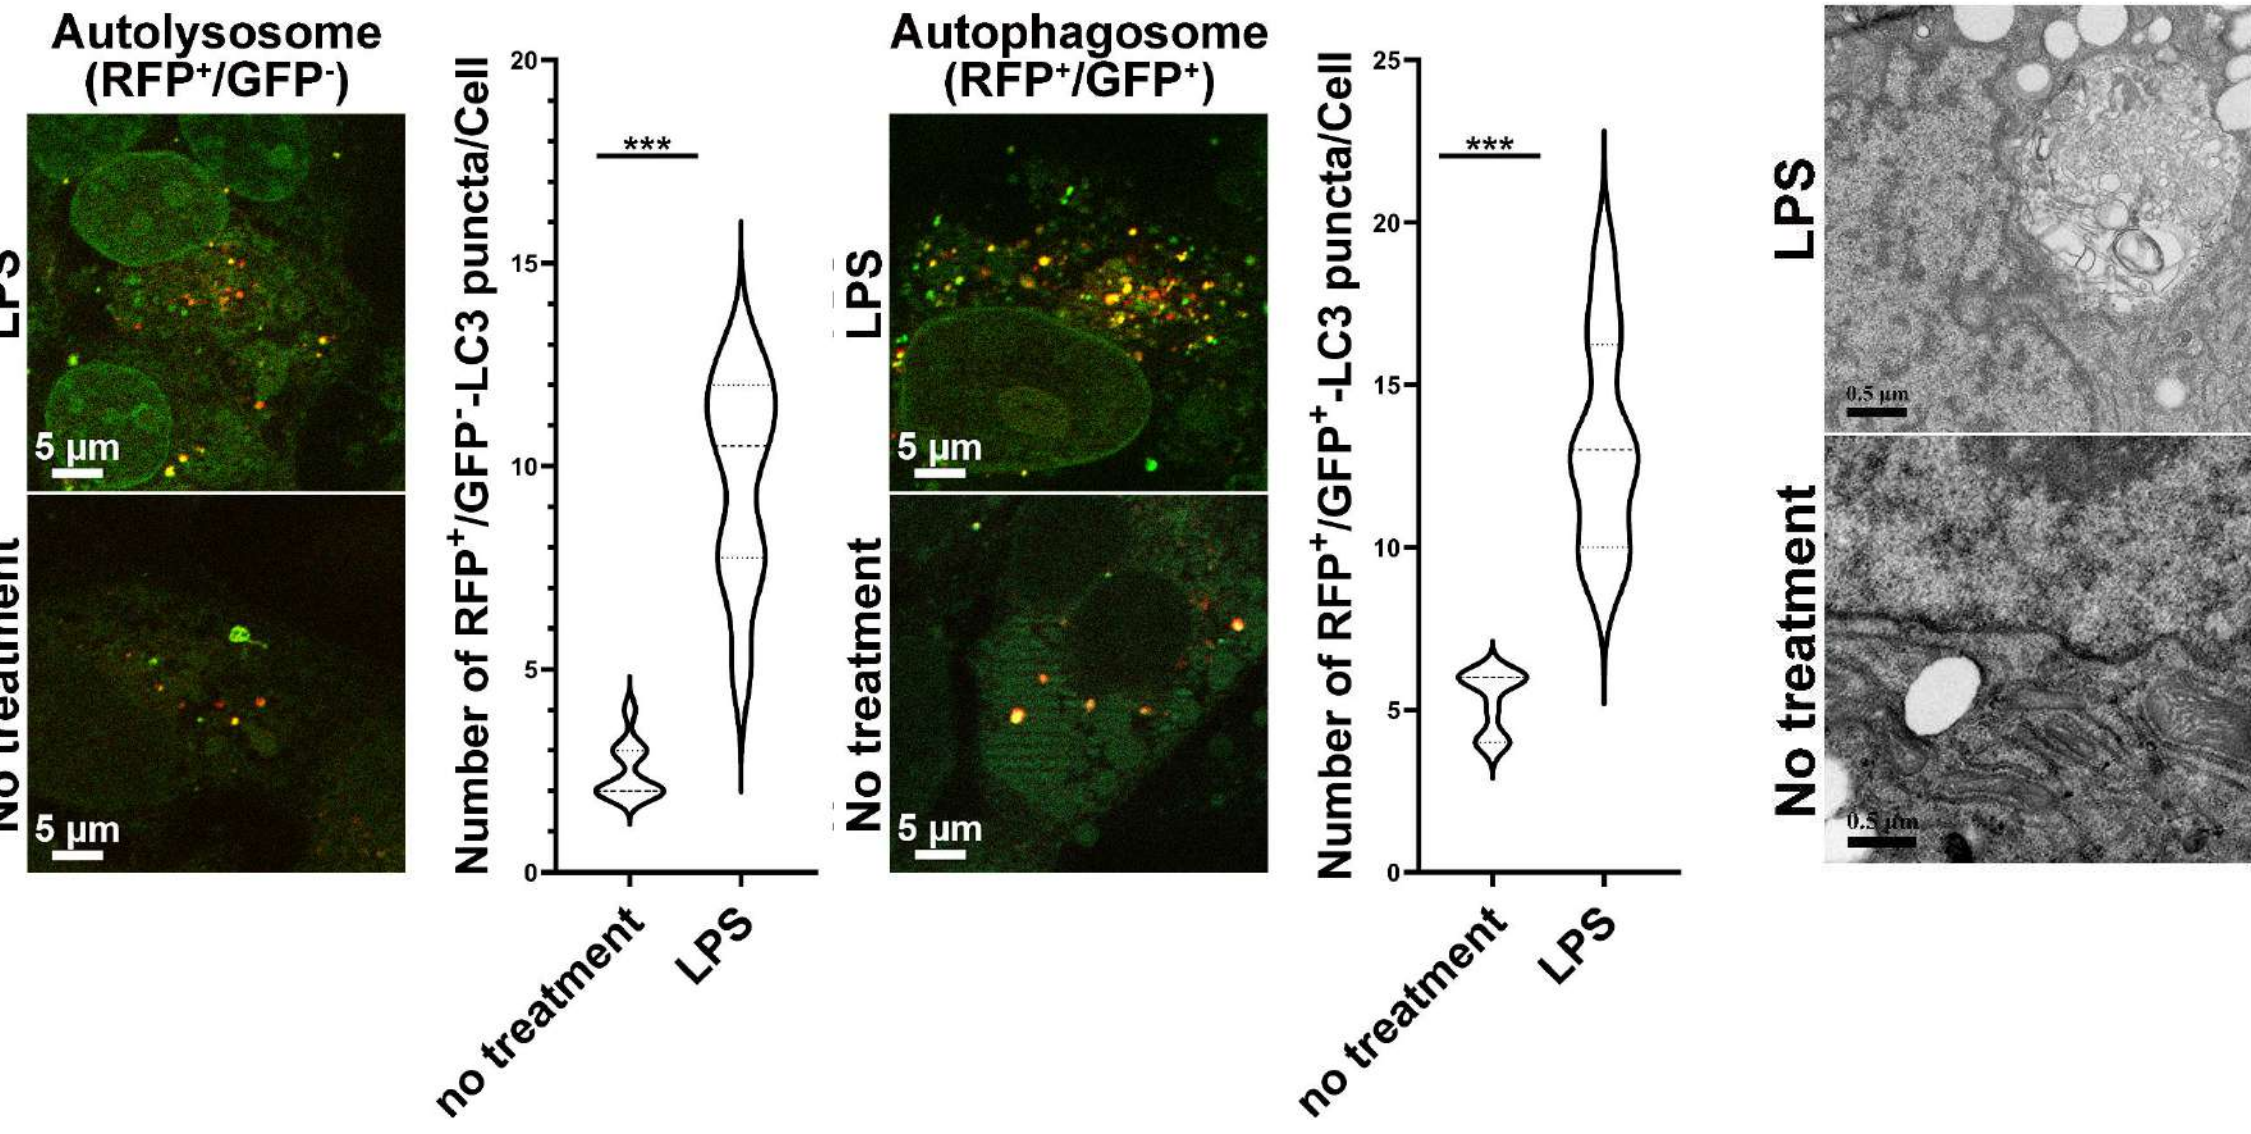 Autolysosome
(RFP⁺/GFP⁻)
LPS
5 µm
No treatment
5 µm
Number of RFP⁺/GFP⁻-LC3 puncta/Cell
20
15
10
5
0
***
no treatment
LPS
Autophagosome
(RFP⁺/GFP⁺)
LPS
5 µm
No treatment
5 µm
Number of RFP⁺/GFP⁺-LC3 puncta/Cell
25
20
15
10
5
0
***
no treatment
LPS
LPS
0.5 µm
No treatment
0.5 µm